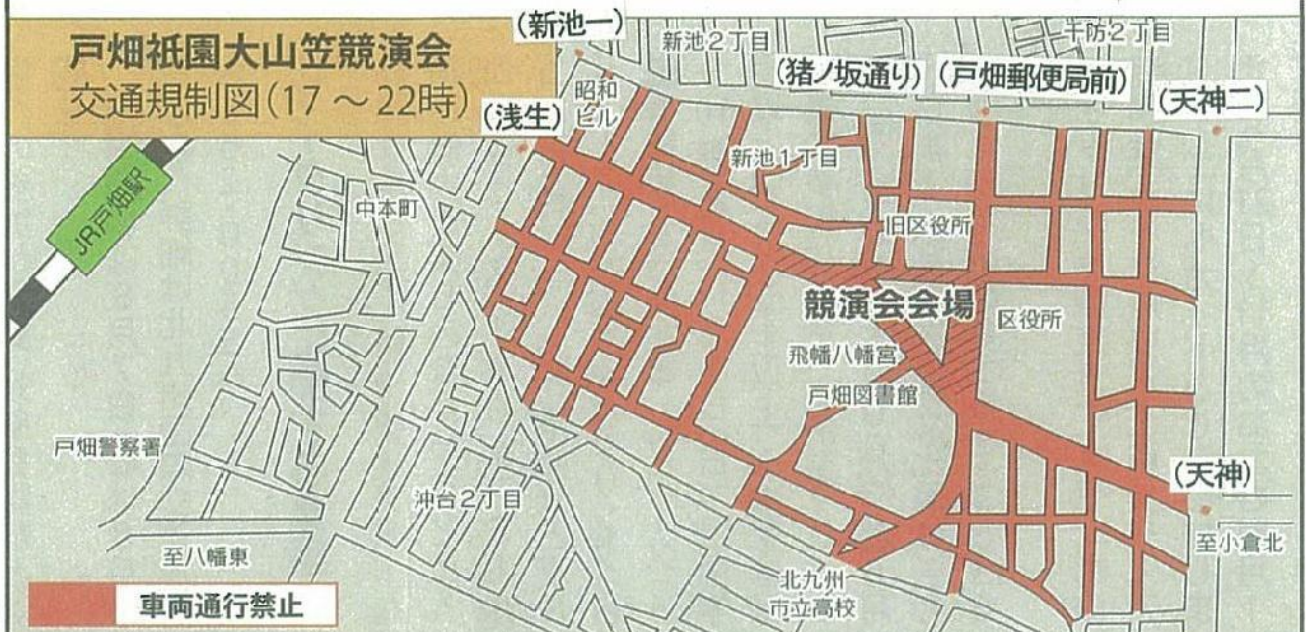 戸畑祇園大山笠競演会
交通規制図(17～22時)
(新池一)
新池2丁目
千防2丁目
(猪ノ坂通り)
(戸畑郵便局前)
(天神二)
昭和
ビル
(浅生)
新池1丁目
JR戸畑駅
中本町
旧区役所
競演会会場
区役所
飛幡八幡宮
戸畑図書館
戸畑警察署
沖台2丁目
(天神)
至八幡東
至小倉北
北九州
市立高校
車両通行禁止